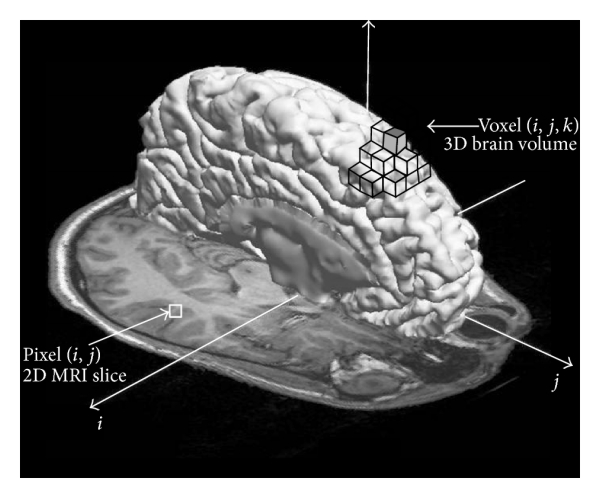 Voxel (i, j, k)
3D brain volume
Pixel (i, j)
2D MRI slice
i
j